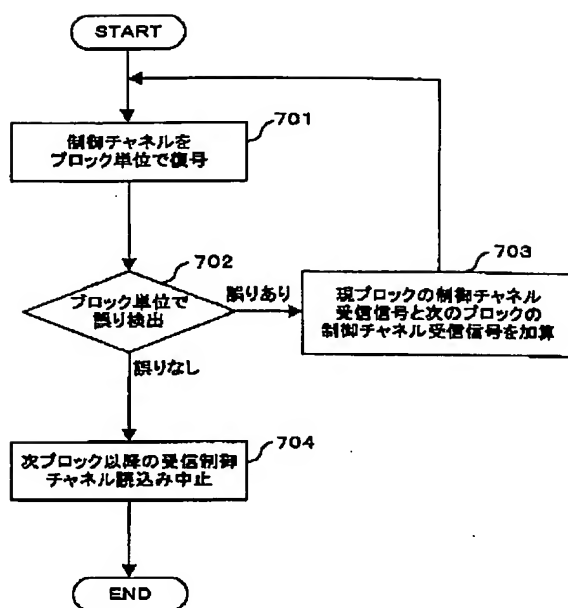 START
701
制御チャネルを
ブロック単位で復号
702
ブロック単位で
誤り検出
誤りあり
703
現ブロックの制御チャネル
受信信号と次のブロックの
制御チャネル受信信号を加算
誤りなし
704
次ブロック以降の受信制御
チャネル読込み中止
END